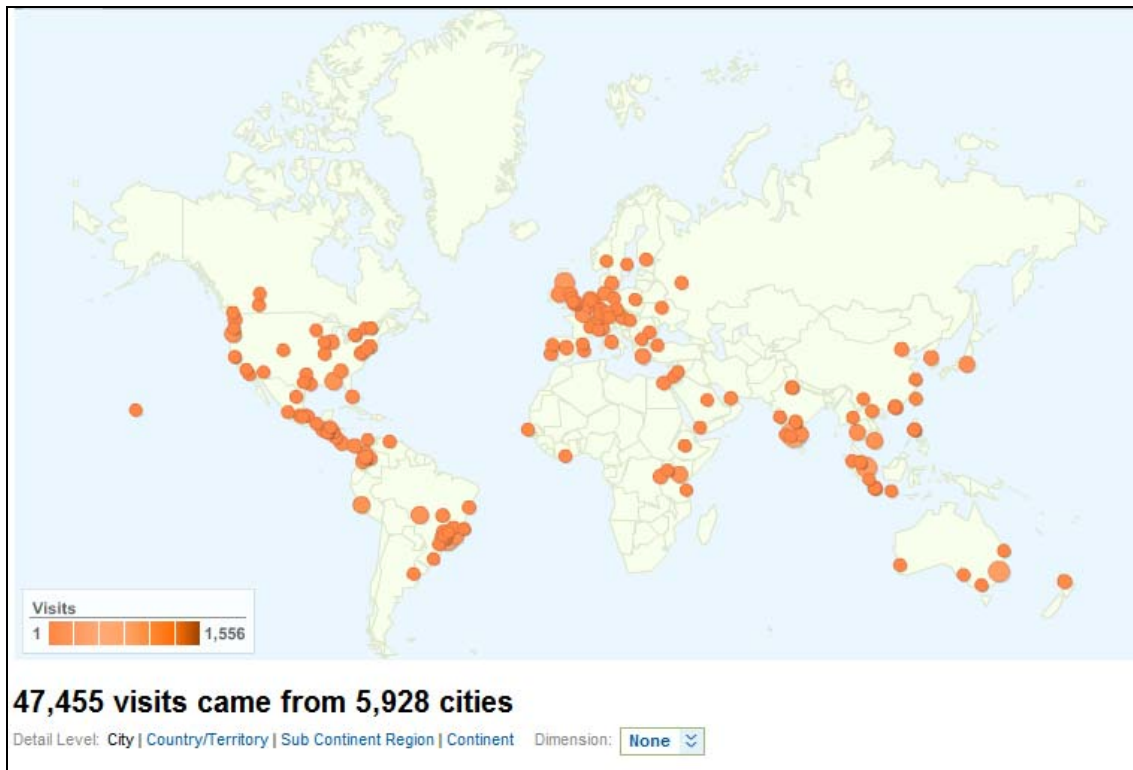 Visits
1 1,556
47,455 visits came from 5,928 cities
Detail Level: City | Country/Territory | Sub Continent Region | Continent Dimension: None